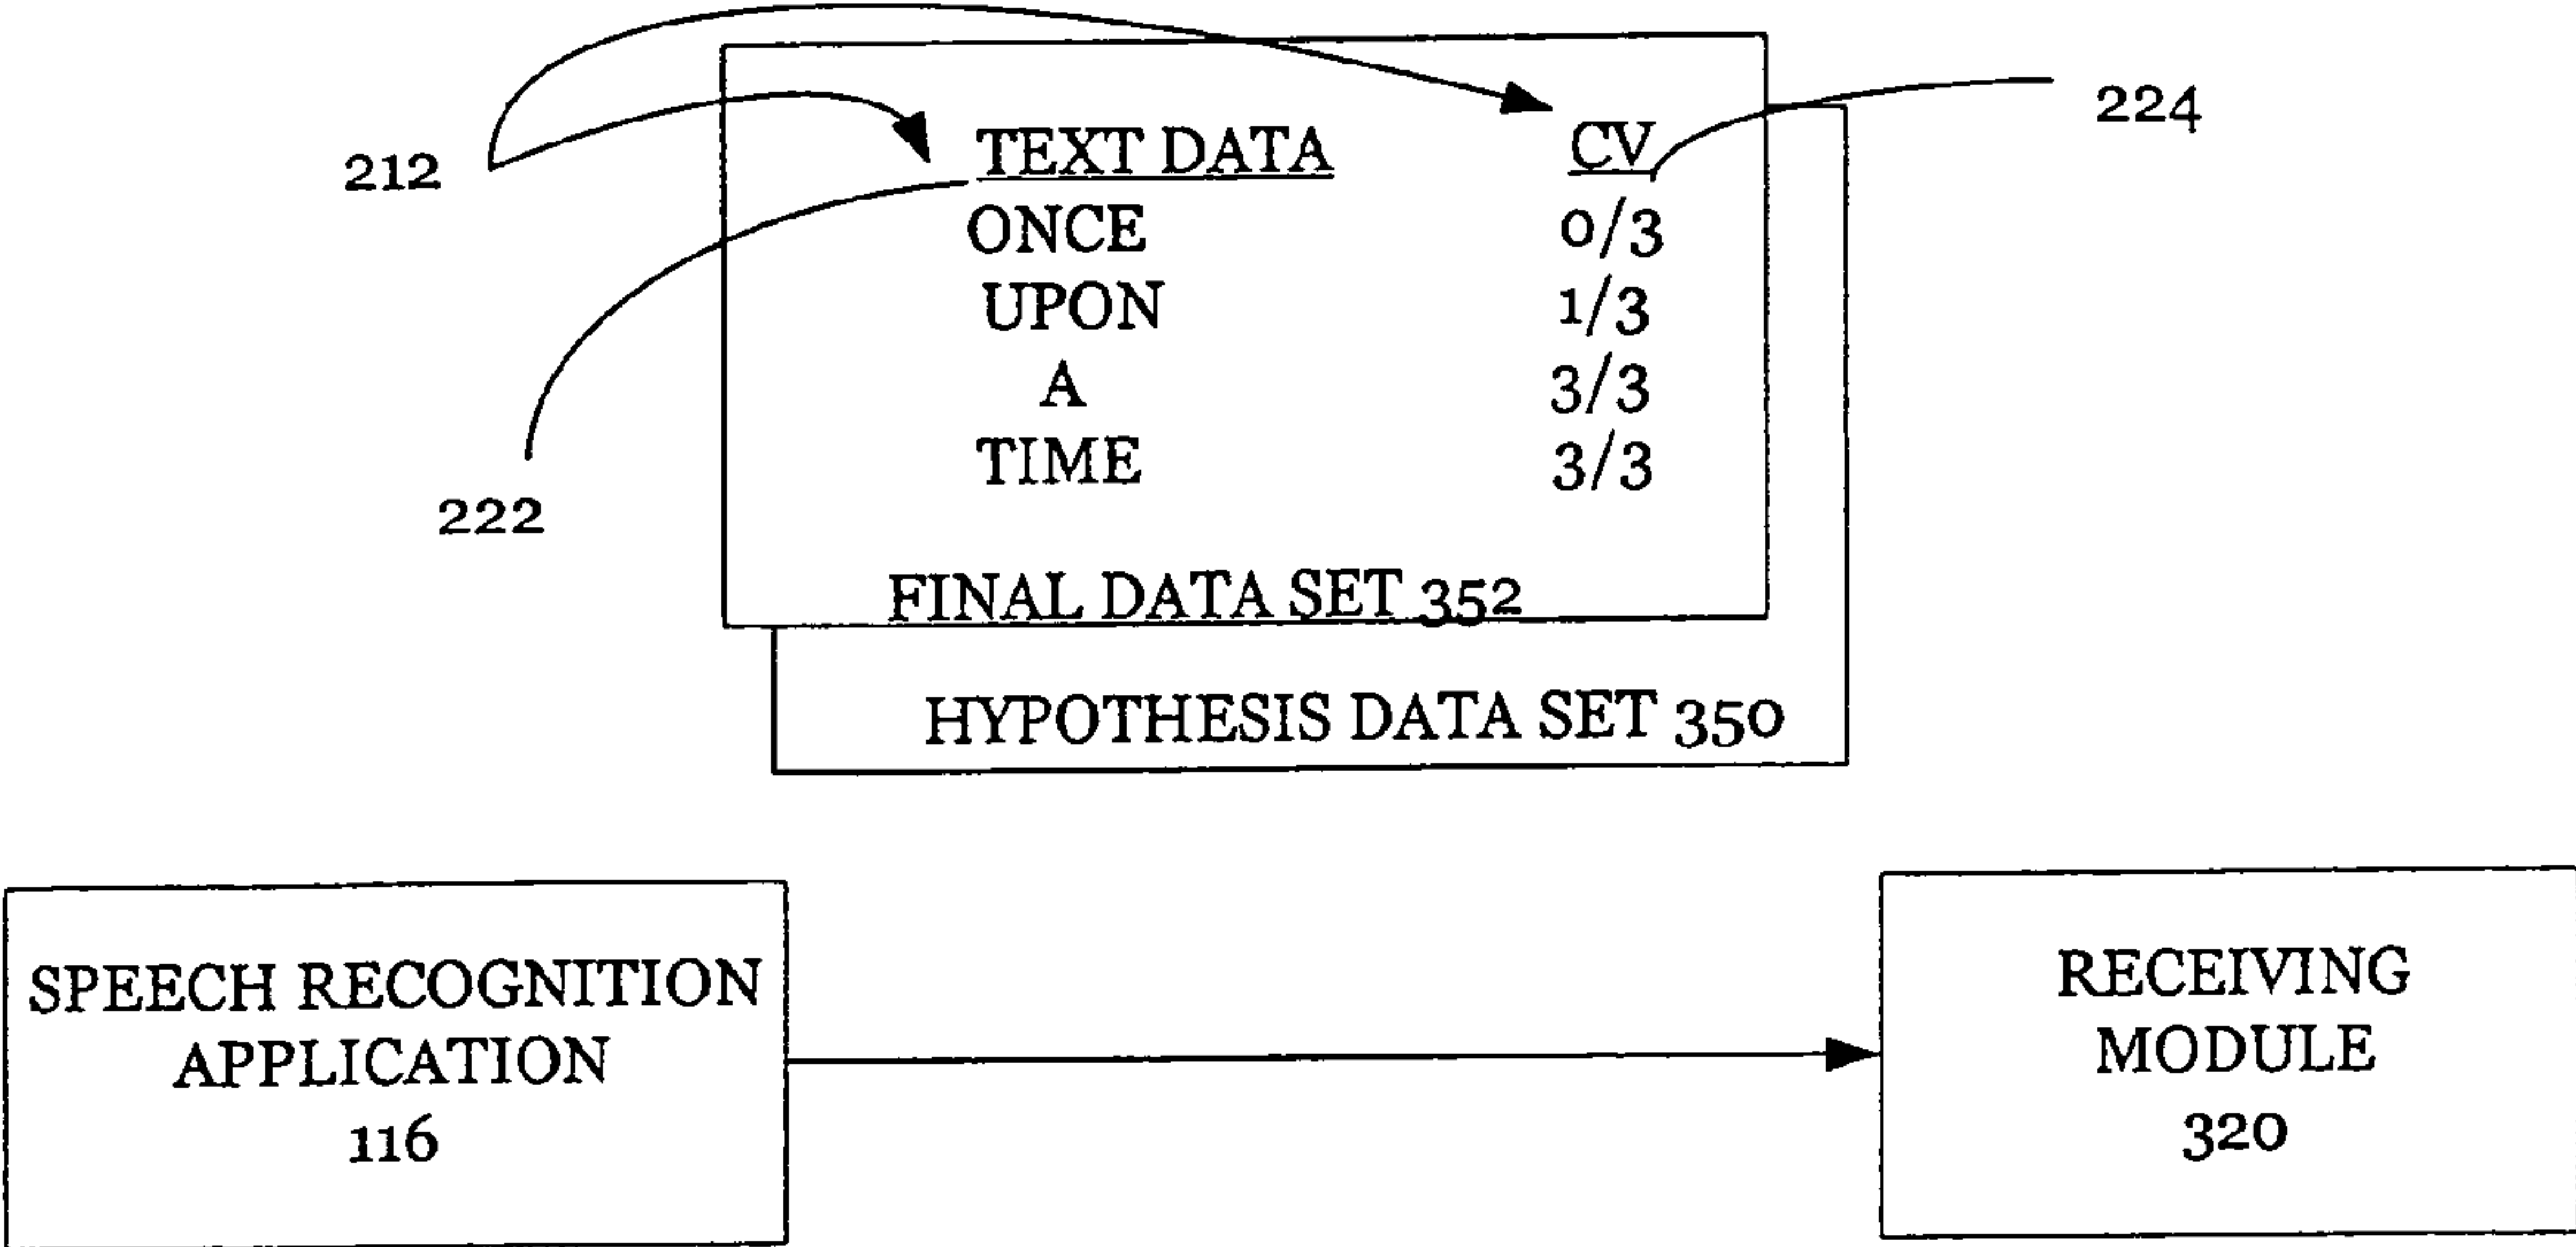 224
212
TEXT DATA CV
ONCE 0/3
UPON 1/3
A 3/3
TIME 3/3
222
FINAL DATA SET 352
HYPOTHESIS DATA SET 350
SPEECH RECOGNITION
APPLICATION
116
RECEIVING
MODULE
320